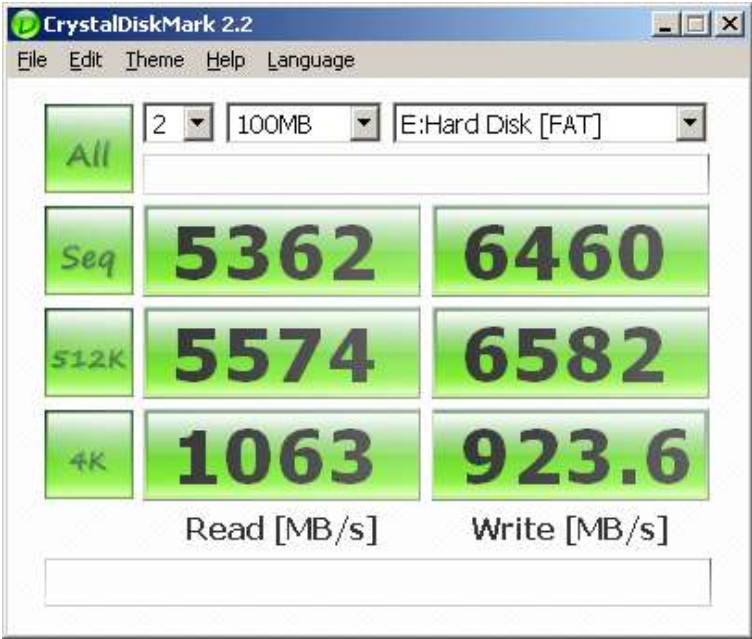 CrystalDiskMark 2.2
File Edit Theme Help Language
All 2 100MB E:Hard Disk [FAT]
Seq 5362 6460
512K 5574 6582
4K 1063 923.6
Read [MB/s] Write [MB/s]